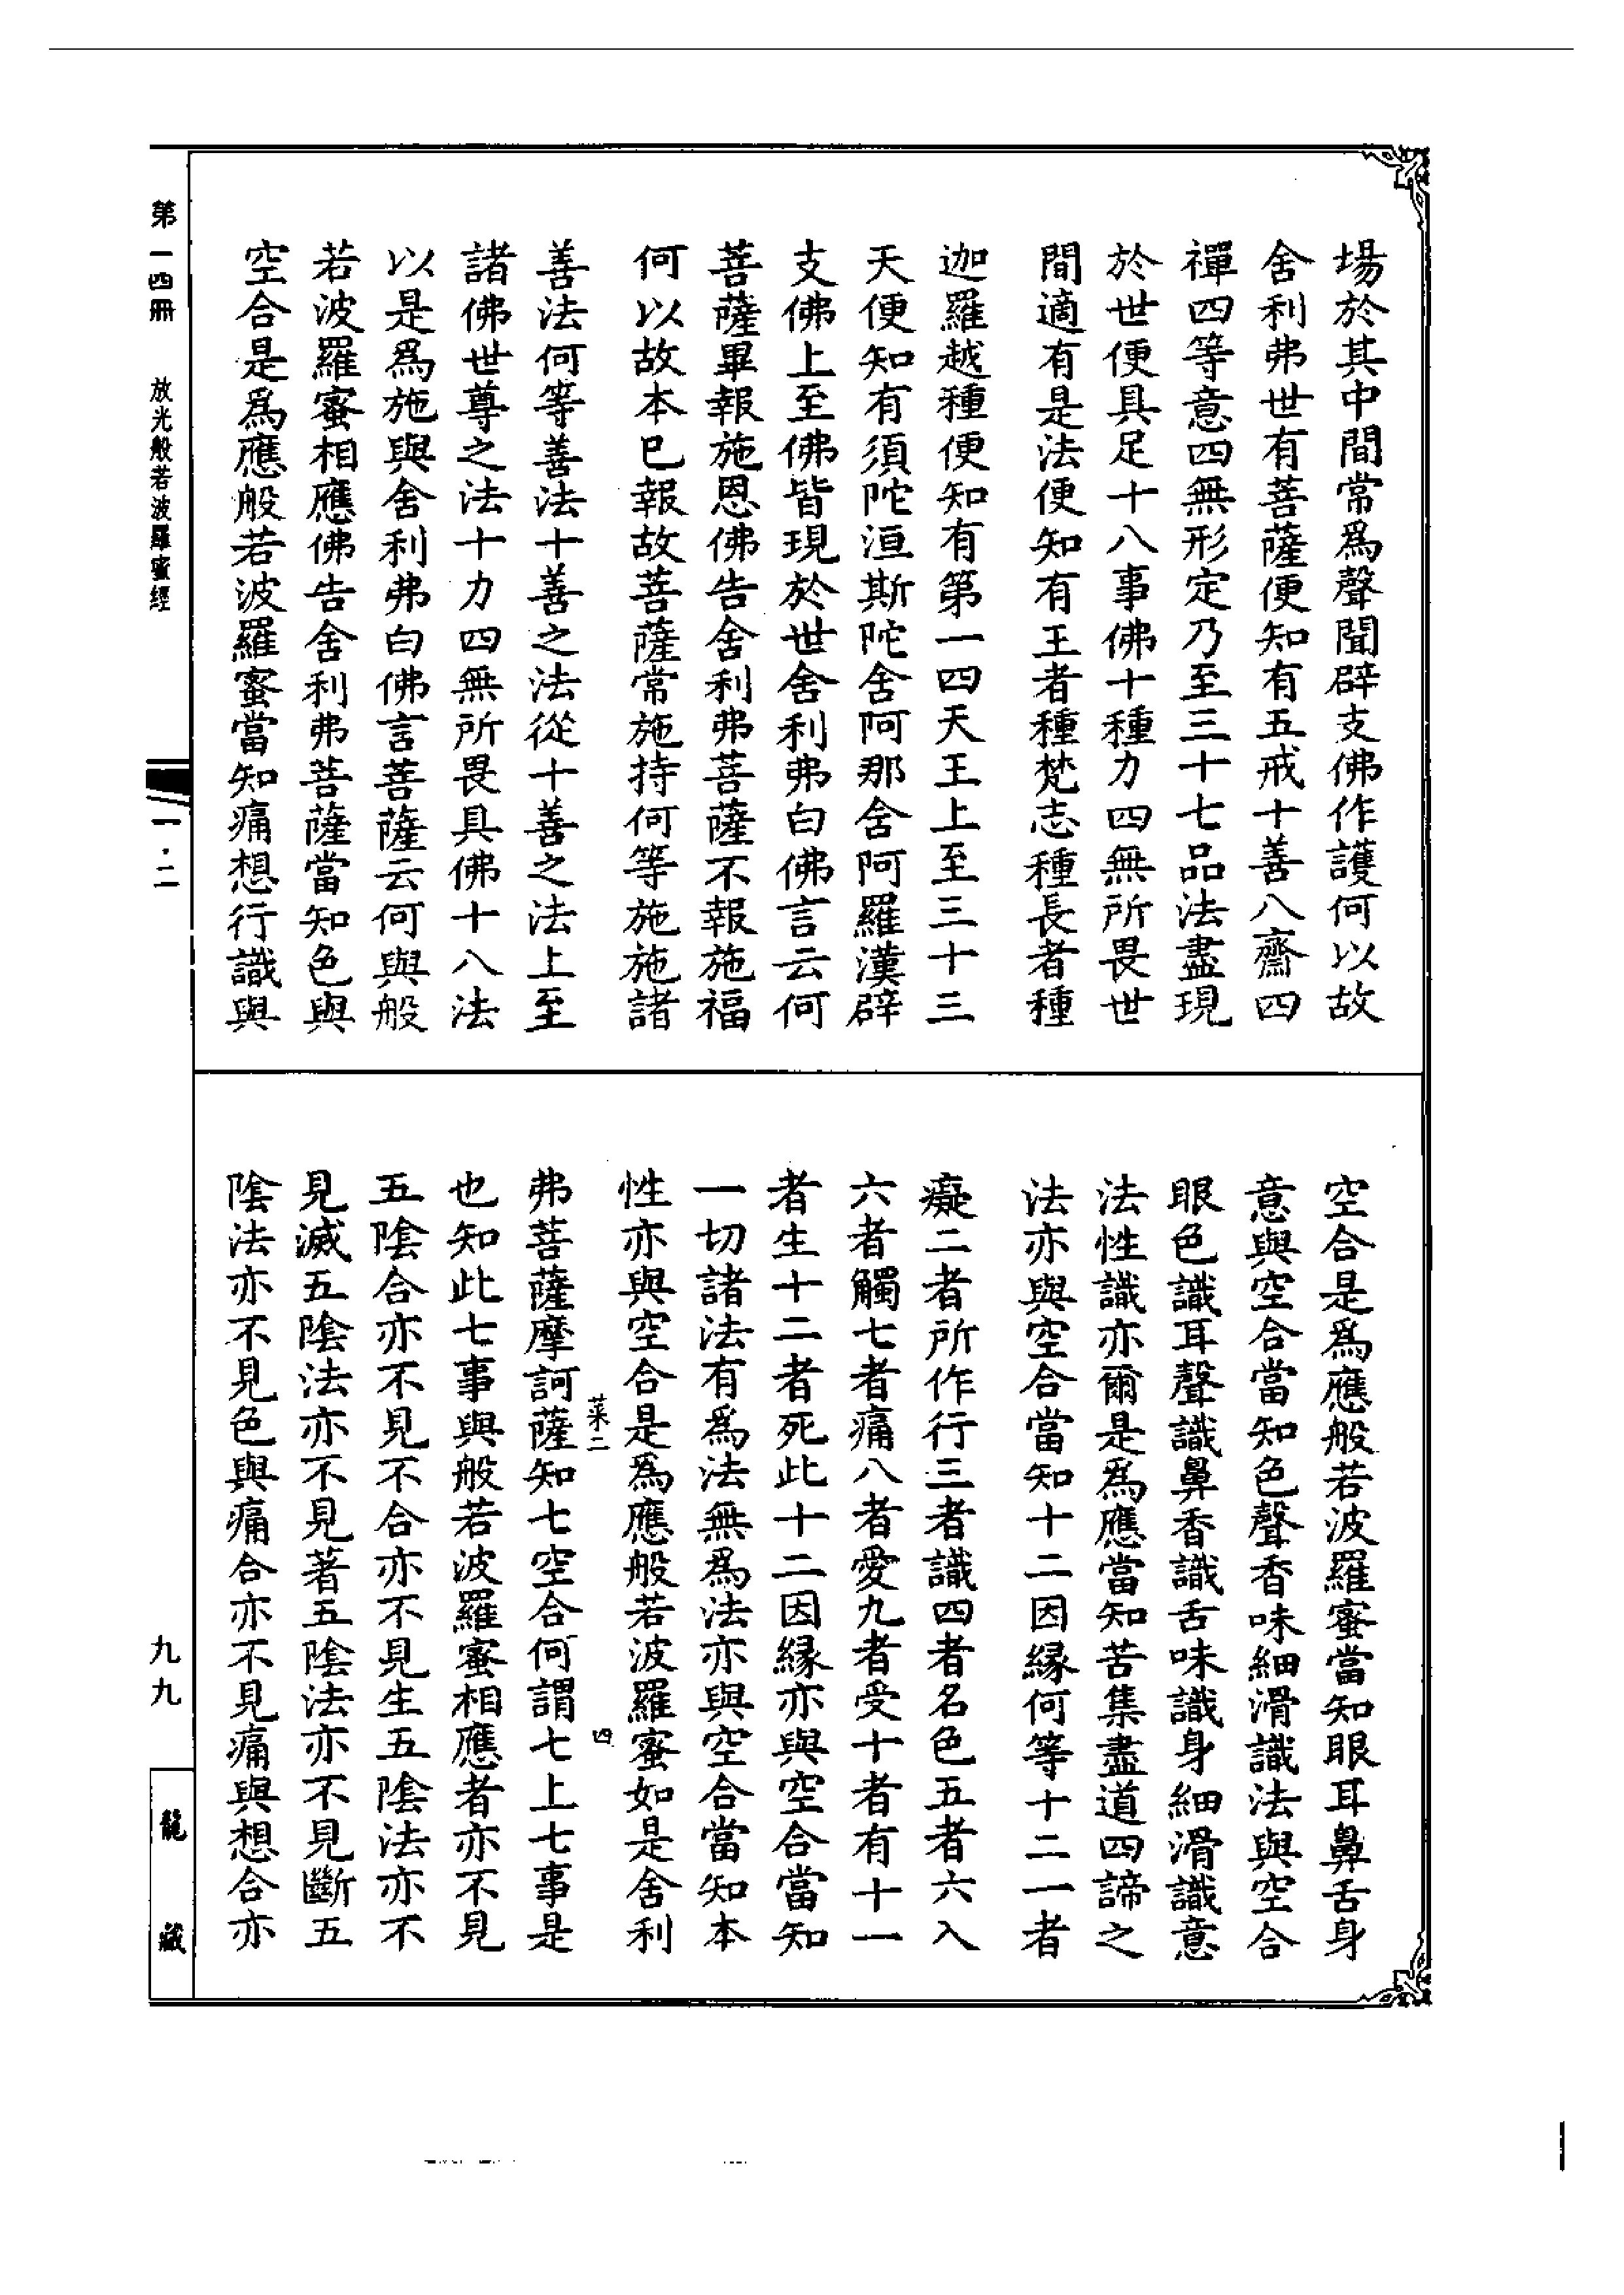 場於其中間常爲聲聞辟支佛作護何以故
舍利弗世有菩薩便知有五戒十善八齋四
禪四等意四無形定乃至三十七品法盡現
於世便具足十八事佛十種力四無所畏世
間適有是法便知有王者種梵志種長者種
迦羅越種便知有第一四天王上至三十三
天便知有須陀洹斯陀舍阿那舍阿羅漢辟
支佛上至佛皆現於世舍利弗白佛言云何
菩薩畢報施恩佛告舍利弗菩薩不報施福
何以故本已報故菩薩常施持何等施施諸
善法何等善法十善之法從十善之法上至
諸佛世尊之法十力四無所畏具佛十八法
以是爲施與舍利弗白佛言菩薩云何與般
若波羅蜜相應佛告舍利弗菩薩當知色與
空合是爲應般若波羅蜜當知痛想行識與
空合是爲應般若波羅蜜當知眼耳鼻舌身
意與空合當知色聲香味細滑識法與空合
眼色識耳聲識鼻香識舌味識身細滑識意
法性識亦爾是爲應當知苦集盡道四諦之
法亦與空合當知十二因緣何等十二一者
癡二者所作行三者識四者名色五者六入
六者觸七者痛八者愛九者受十者有十一
者生十二者死此十二因緣亦與空合當知
一切諸法有爲法無爲法亦與空合當知本
性亦與空合是爲應般若波羅蜜如是舍利
菜二
四
弗菩薩摩訶薩知七空合何謂七上七事是
也知此七事與般若波羅蜜相應者亦不見
五陰合亦不見不合亦不見生五陰法亦不
見滅五陰法亦不見著五陰法亦不見斷五
陰法亦不見色與痛合亦不見痛與想合亦
第一四冊
放光般若波羅蜜經
一·二
九九
龍藏